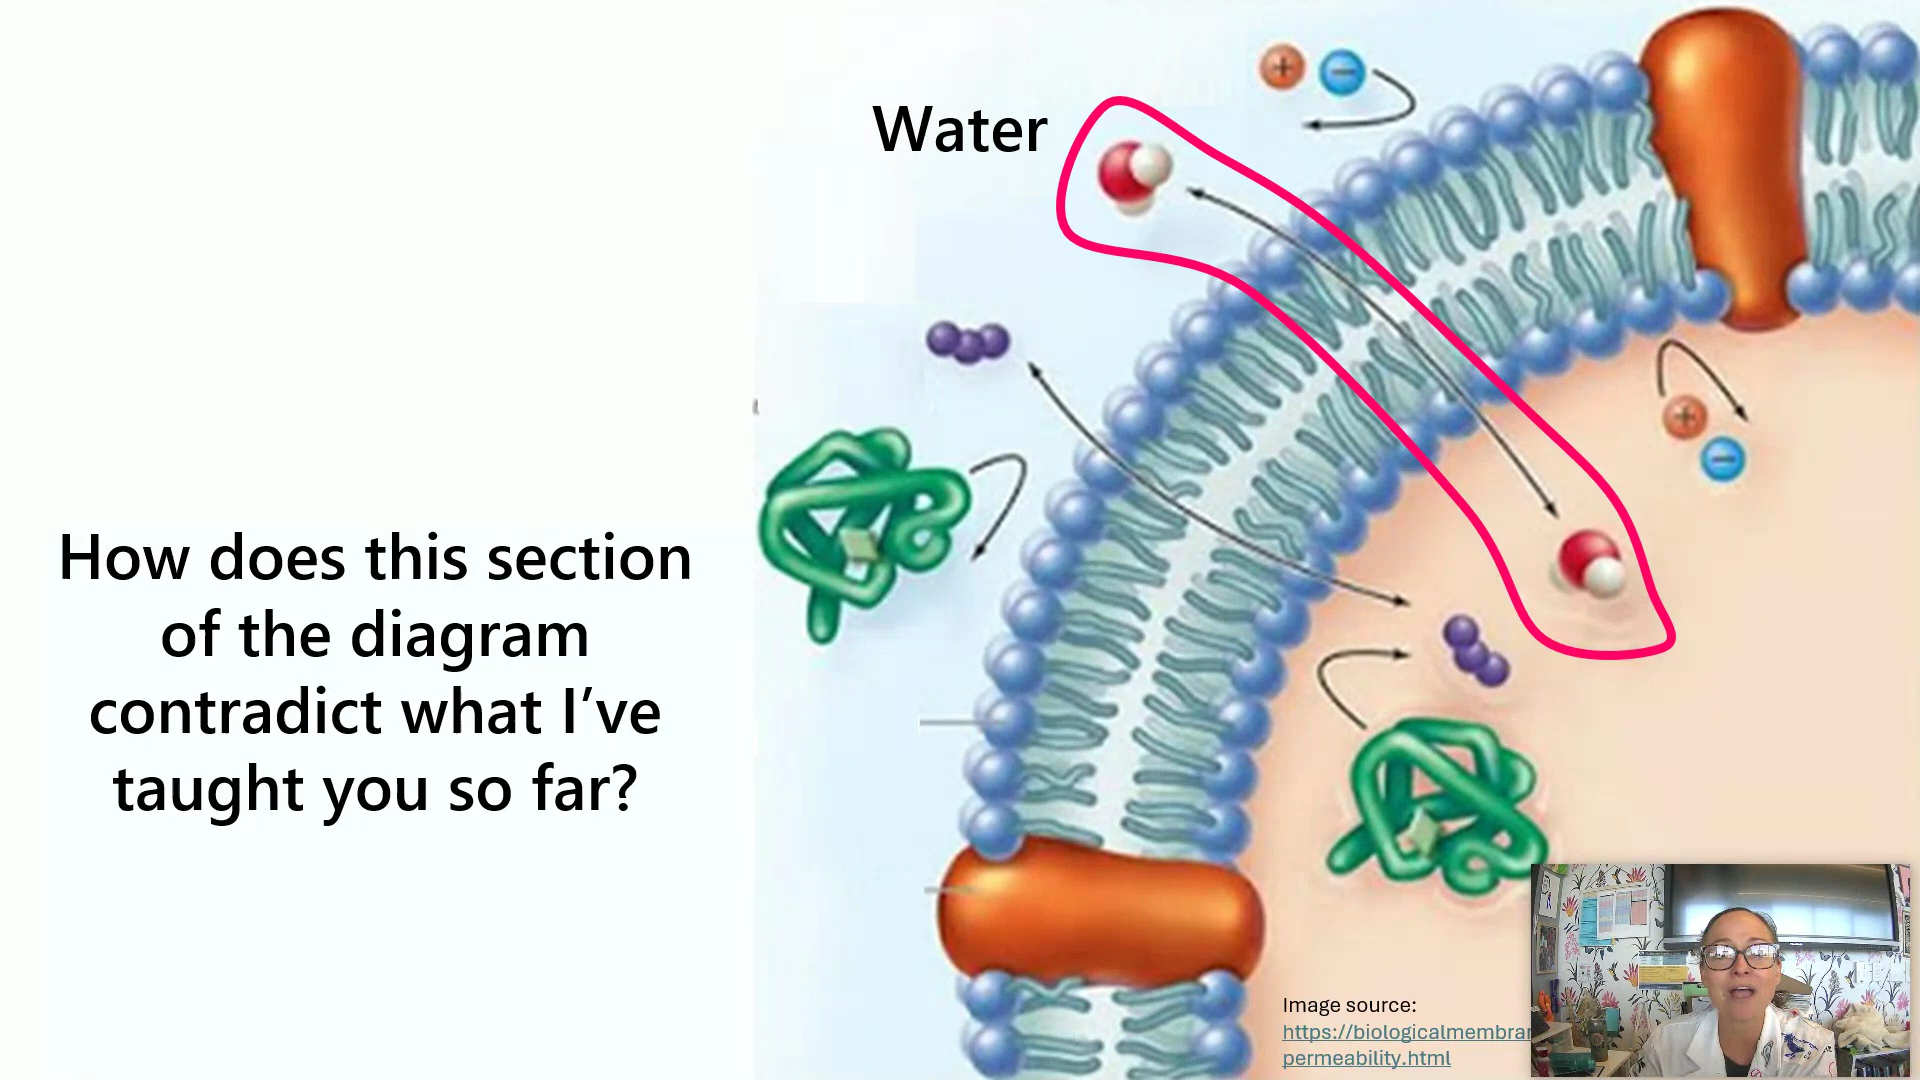 Water
How does this section
of the diagram
contradict what I’ve
taught you so far?
+ −
+
−
Image source:
https://biologicalmembra
permeability.html